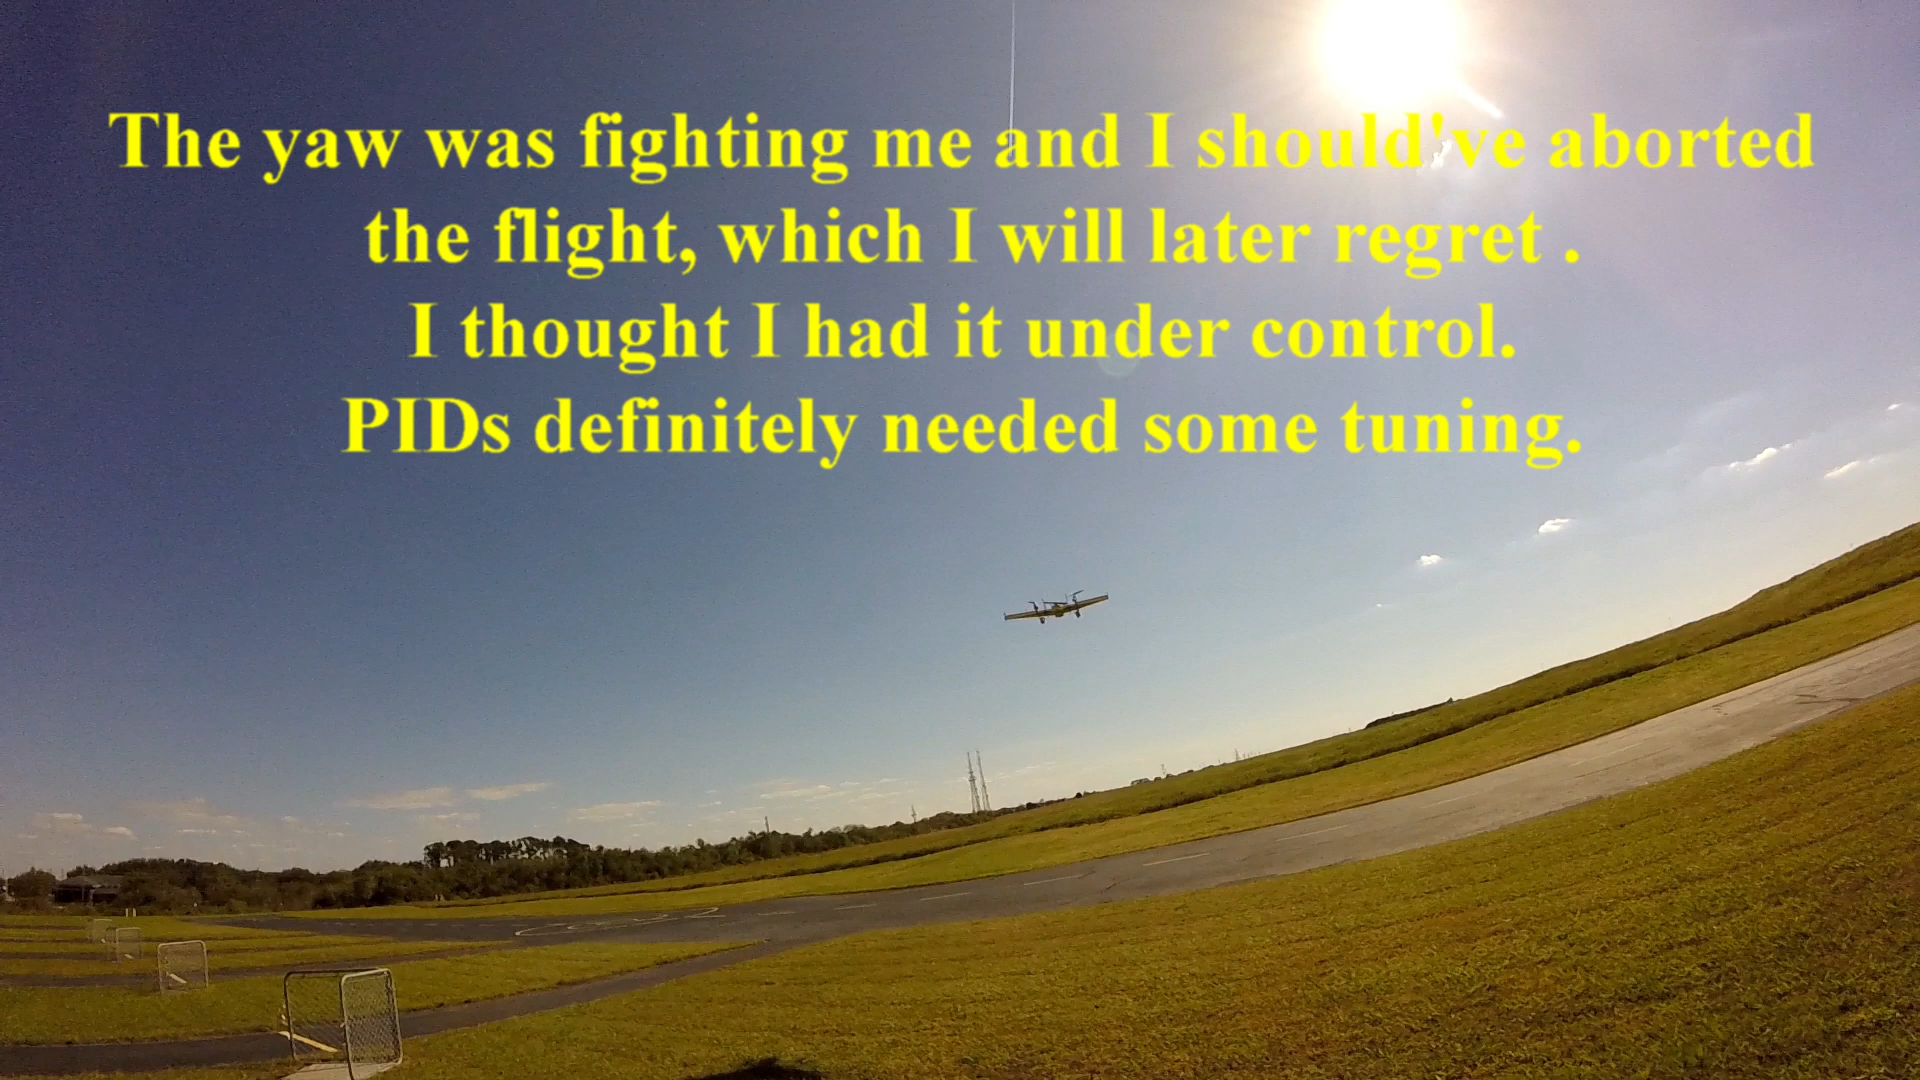 The yaw was fighting me and I should've aborted
the flight, which I will later regret .
I thought I had it under control.
PIDs definitely needed some tuning.